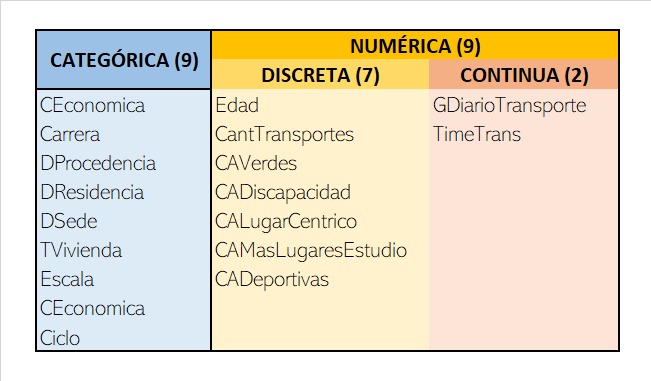 CATEGÓRICA (9)
NUMÉRICA (9)
DISCRETA (7)
CONTINUA (2)
CEconomica
Edad
GDiarioTransporte
Carrera
CantTransportes
TimeTrans
DProcedencia
CAVerdes
DResidencia
CADiscapacidad
DSede
CALugarCentrico
TVivienda
CAMasLugaresEstudio
Escala
CADeportivas
CEconomica
Ciclo